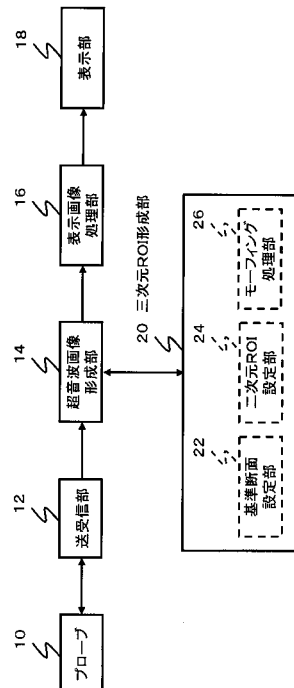 10
プローブ
12
送受信部
14
超音波画像
形成部
16
表示画像
処理部
18
表示部
20 三次元ROI形成部
22
基準断面
設定部
24
二次元ROI
設定部
26
モーフィング
処理部